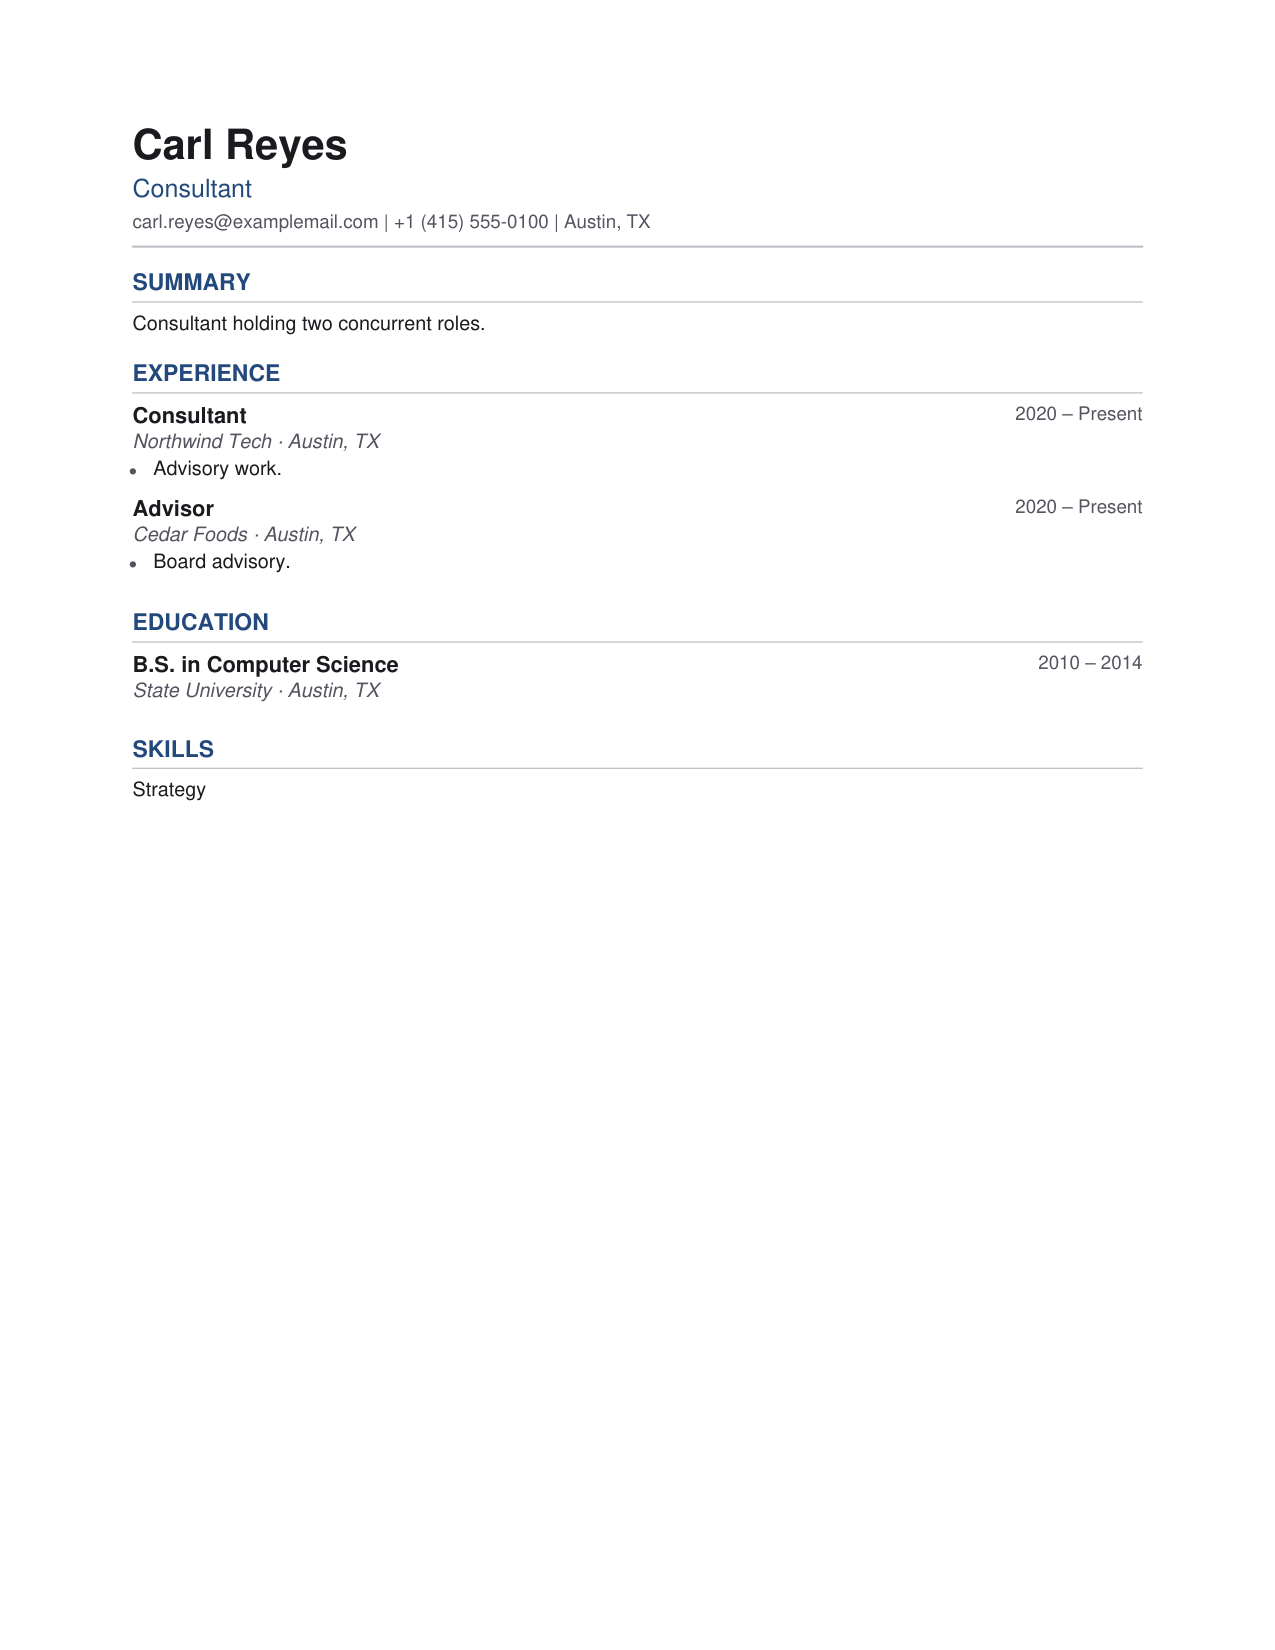 Carl Reyes
Consultant
carl.reyes@examplemail.com | +1 (415) 555-0100 | Austin, TX
SUMMARY
Consultant holding two concurrent roles.
EXPERIENCE
Consultant 2020 – Present
Northwind Tech · Austin, TX
• Advisory work.
Advisor 2020 – Present
Cedar Foods · Austin, TX
• Board advisory.
EDUCATION
B.S. in Computer Science 2010 – 2014
State University · Austin, TX
SKILLS
Strategy